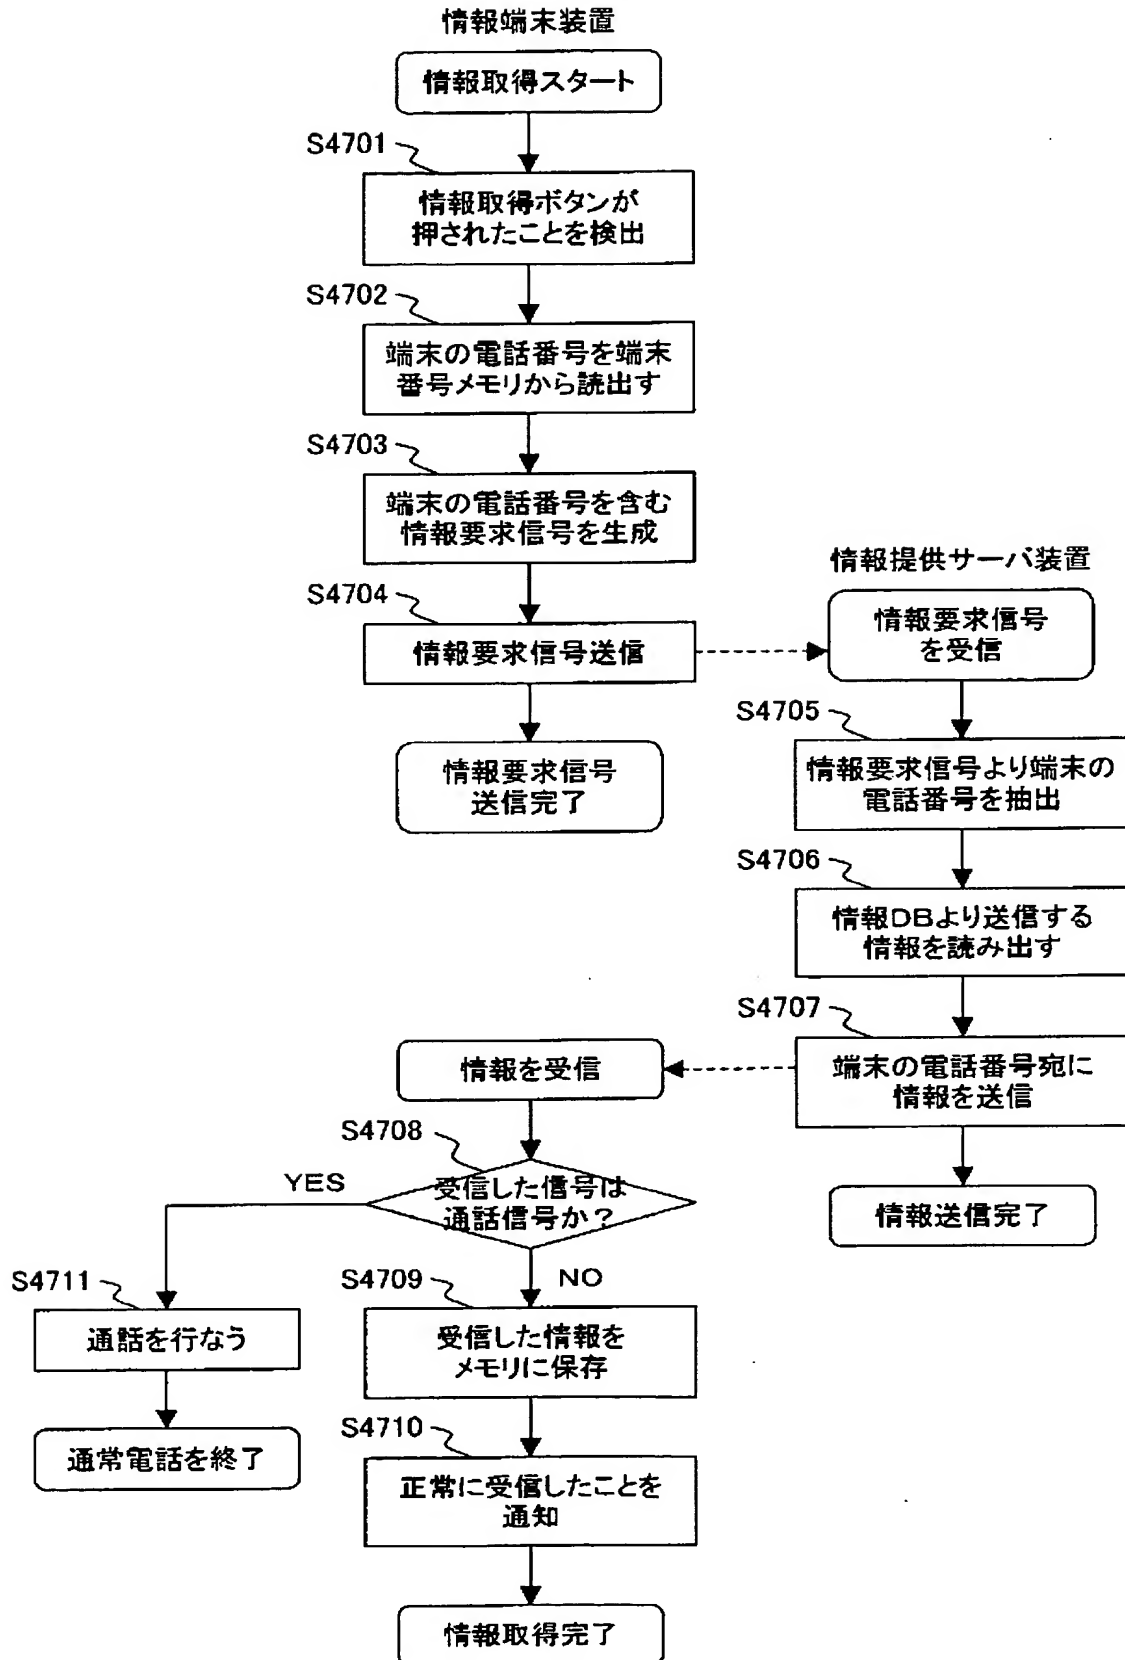 情報端末装置
情報取得スタート
S4701
情報取得ボタンが
押されたことを検出
S4702
端末の電話番号を端末
番号メモリから読出す
S4703
端末の電話番号を含む
情報要求信号を生成
S4704
情報要求信号送信
情報要求信号
送信完了
情報提供サーバ装置
情報要求信号
を受信
S4705
情報要求信号より端末の
電話番号を抽出
S4706
情報DBより送信する
情報を読み出す
S4707
端末の電話番号宛に
情報を送信
情報送信完了
情報を受信
S4708
受信した信号は
通話信号か？
YES
NO
S4711
通話を行なう
通常電話を終了
S4709
受信した情報を
メモリに保存
S4710
正常に受信したことを
通知
情報取得完了